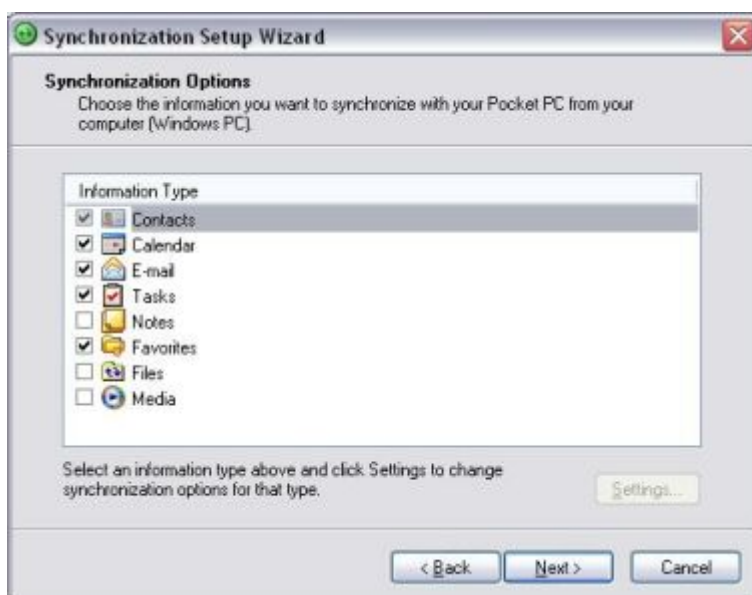 Synchronization Setup Wizard
Synchronization Options
Choose the information you want to synchronize with your Pocket PC from your
computer (Windows PC).
Information Type
Contacts
Calendar
E-mail
Tasks
Notes
Favorites
Files
Media
Select an information type above and click Settings to change
synchronization options for that type.
Settings...
< Back
Next >
Cancel